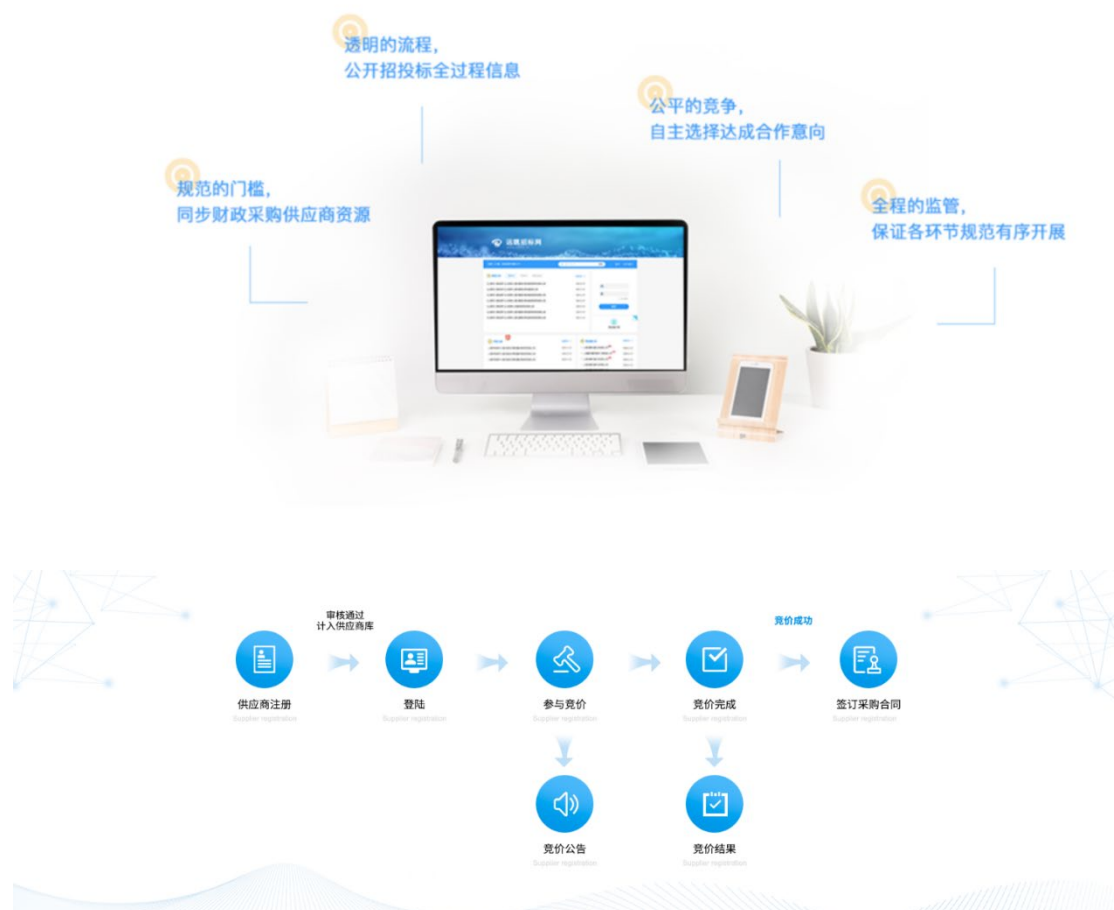 透明的流程，
公开招投标全过程信息
公平的竞争，
自主选择达成合作意向
规范的门槛，
同步财政采购供应商资源
全程的监管，
保证各环节规范有序开展
审核通过
计入供应商库
竞价成功
供应商注册
Supplier registration
登陆
Supplier registration
参与竞价
Supplier registration
竞价完成
Supplier registration
签订采购合同
Supplier registration
竞价公告
Supplier registration
竞价结果
Supplier registration